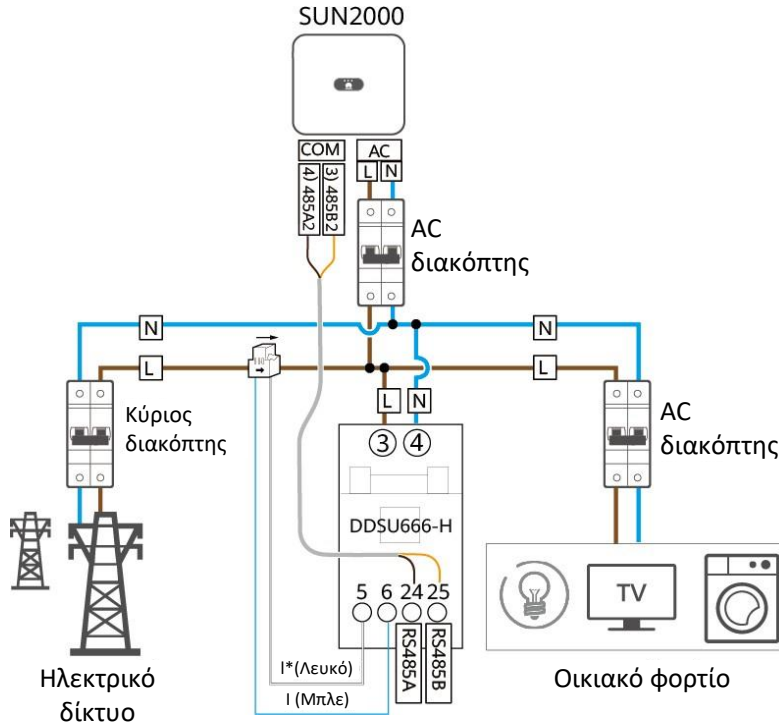 SUN2000
COM
AC
L
N
4) 485A2
3) 485B2
AC
διακόπτης
N
N
L
L
Κύριος
διακόπτης
L
N
AC
διακόπτης
3
4
DDSU666-H
TV
5
6
24
25
RS485A
RS485B
I*(Λευκό)
I (Μπλε)
Ηλεκτρικό
δίκτυο
Οικιακό φορτίο